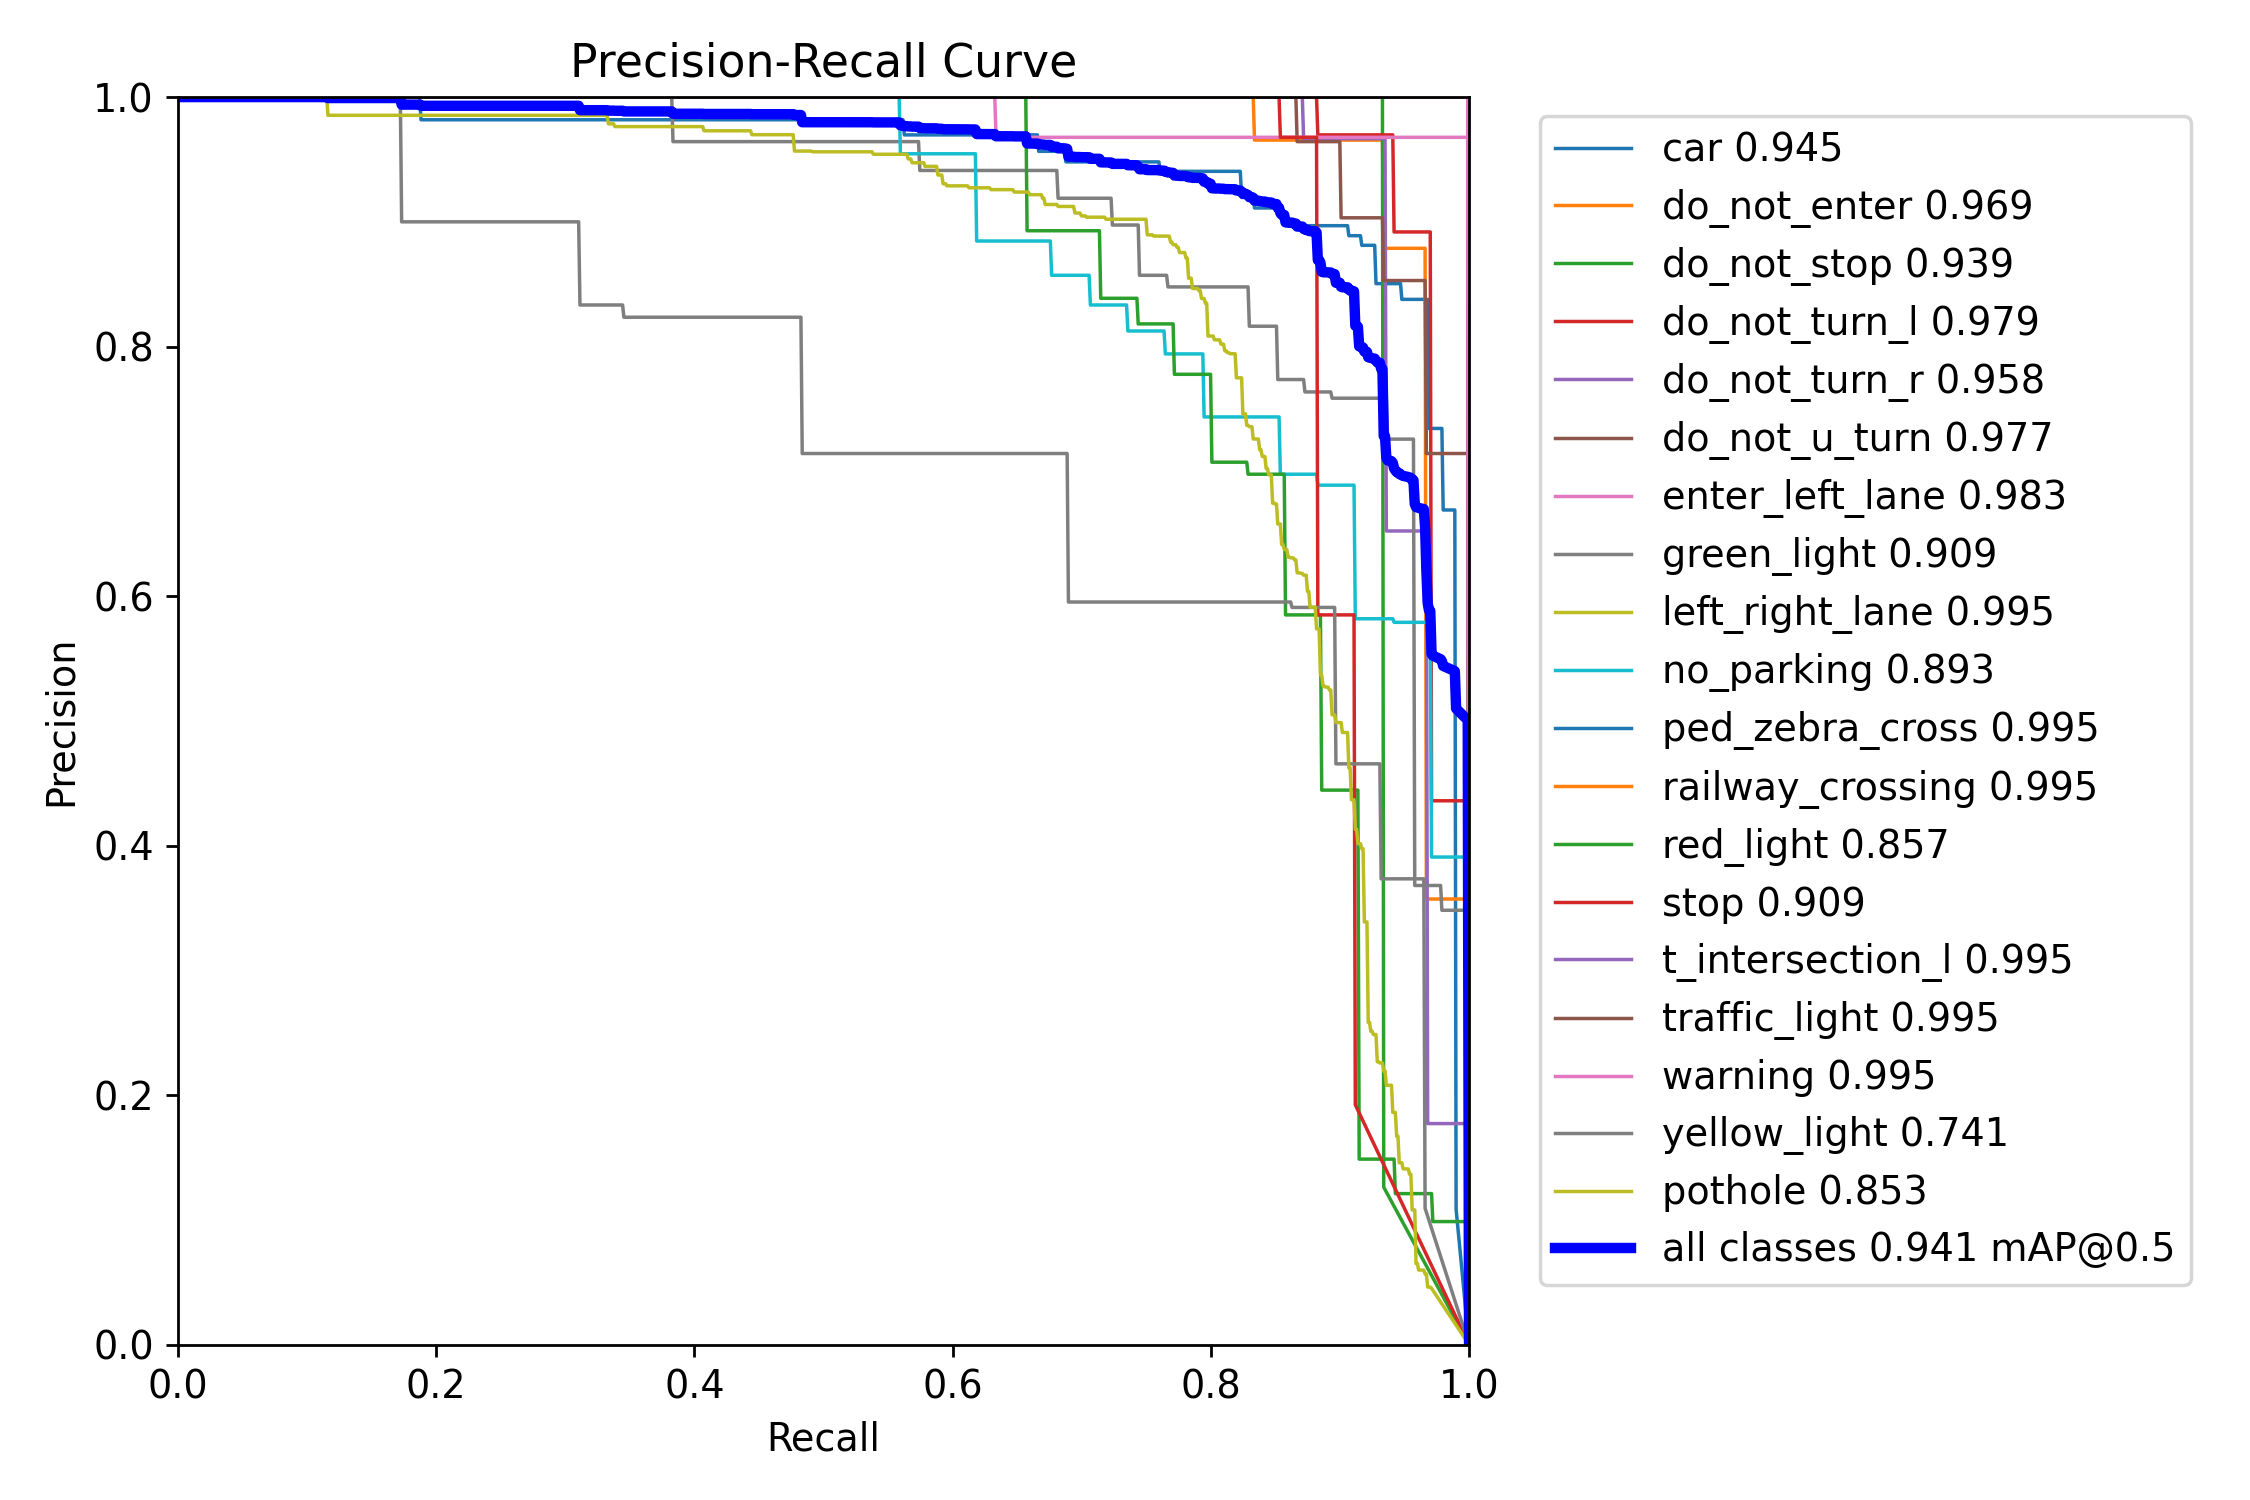 Precision-Recall Curve
1.0
0.8
0.6
0.4
0.2
0.0
Precision
0.0 0.2 0.4 0.6 0.8 1.0
Recall
car 0.945
do_not_enter 0.969
do_not_stop 0.939
do_not_turn_l 0.979
do_not_turn_r 0.958
do_not_u_turn 0.977
enter_left_lane 0.983
green_light 0.909
left_right_lane 0.995
no_parking 0.893
ped_zebra_cross 0.995
railway_crossing 0.995
red_light 0.857
stop 0.909
t_intersection_l 0.995
traffic_light 0.995
warning 0.995
yellow_light 0.741
pothole 0.853
all classes 0.941 mAP@0.5